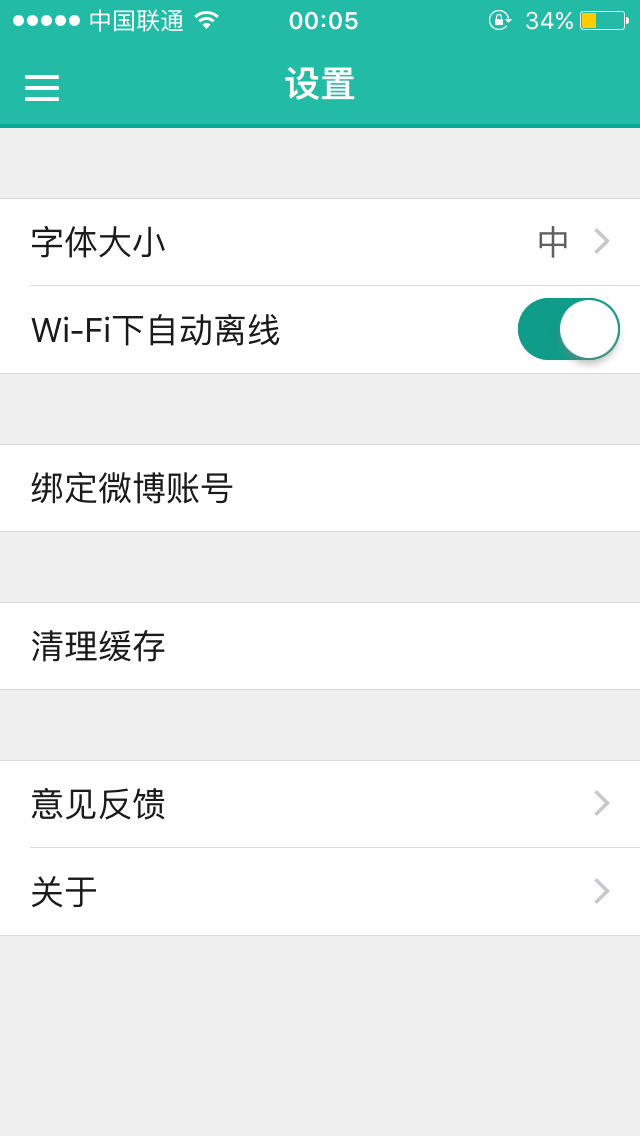 中国联通 00:05 34%
设置
字体大小 中
Wi-Fi下自动离线
绑定微博账号
清理缓存
意见反馈
关于